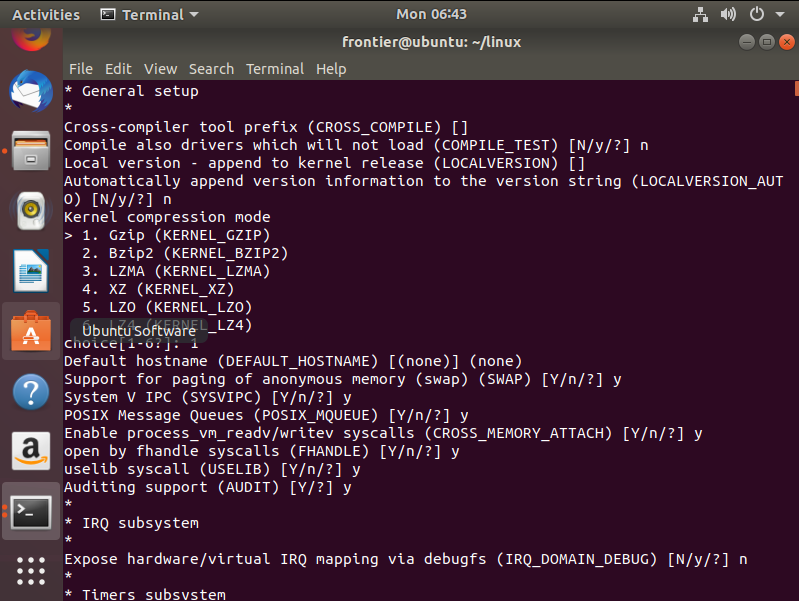 Activities
Terminal
Mon 06:43
frontier@ubuntu: ~/linux
File Edit View Search Terminal Help
* General setup
*
Cross-compiler tool prefix (CROSS_COMPILE) []
Compile also drivers which will not load (COMPILE_TEST) [N/y/?] n
Local version - append to kernel release (LOCALVERSION) []
Automatically append version information to the version string (LOCALVERSION_AUT
O) [N/y/?] n
Kernel compression mode
> 1. Gzip (KERNEL_GZIP)
2. Bzip2 (KERNEL_BZIP2)
3. LZMA (KERNEL_LZMA)
4. XZ (KERNEL_XZ)
5. LZO (KERNEL_LZO)
6. LZ4 (KERNEL_LZ4)
Ubuntu Software
choice[1-6?]: 1
Default hostname (DEFAULT_HOSTNAME) [(none)] (none)
Support for paging of anonymous memory (swap) (SWAP) [Y/n/?] y
System V IPC (SYSVIPC) [Y/n/?] y
POSIX Message Queues (POSIX_MQUEUE) [Y/n/?] y
Enable process_vm_readv/writev syscalls (CROSS_MEMORY_ATTACH) [Y/n/?] y
open by fhandle syscalls (FHANDLE) [Y/n/?] y
uselib syscall (USELIB) [Y/n/?] y
Auditing support (AUDIT) [Y/?] y
*
* IRQ subsystem
*
Expose hardware/virtual IRQ mapping via debugfs (IRQ_DOMAIN_DEBUG) [N/y/?] n
*
* Timers subsystem